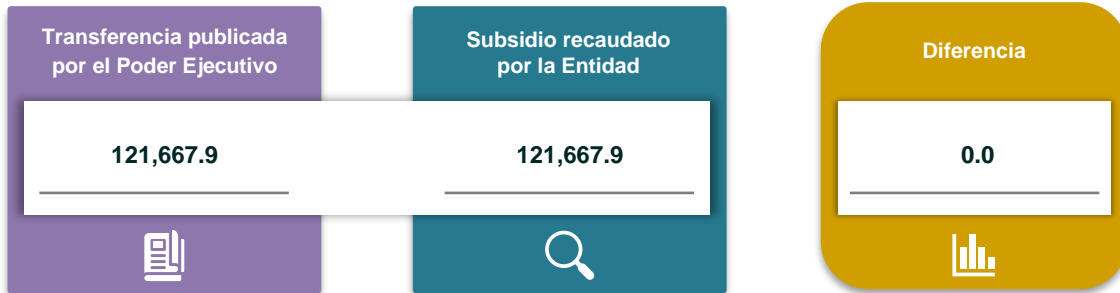 Transferencia publicada
por el Poder Ejecutivo
121,667.9
Subsidio recaudado
por la Entidad
121,667.9
Diferencia
0.0